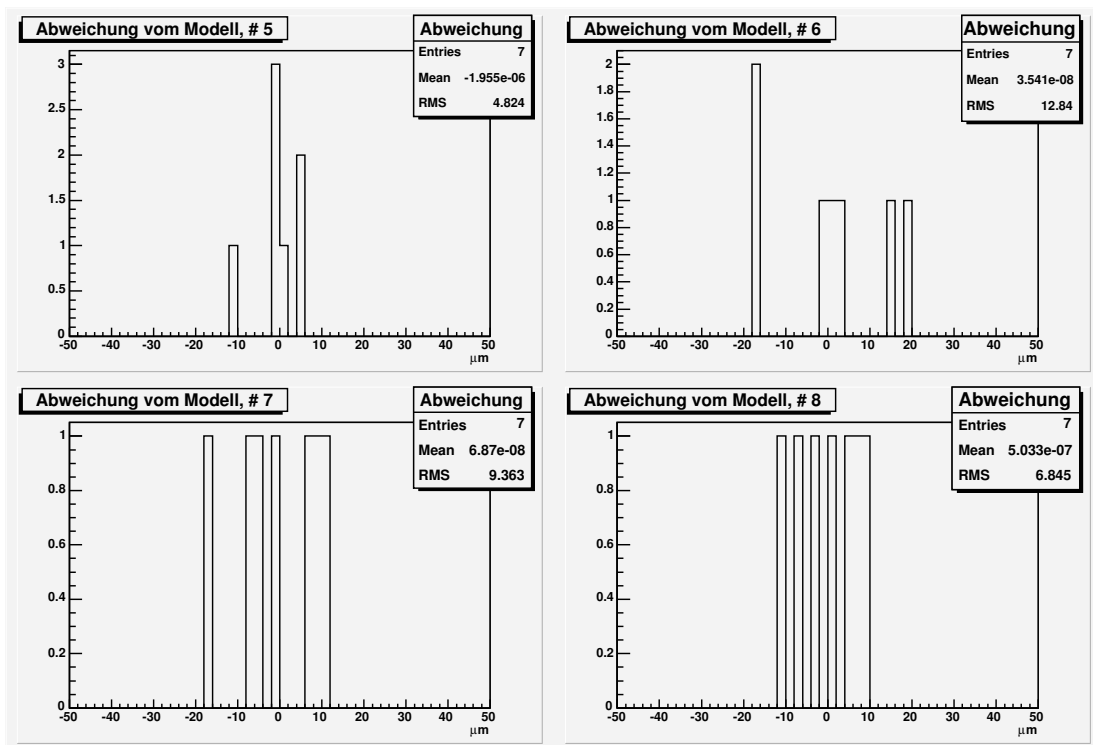 Abweichung vom Modell, # 5
Abweichung
Entries 7
Mean -1.955e-06
RMS 4.824
3
2.5
2
1.5
1
0.5
0
-50 -40 -30 -20 -10 0 10 20 30 40 50
μm
Abweichung vom Modell, # 6
Abweichung
Entries 7
Mean 3.541e-08
RMS 12.84
2
1.8
1.6
1.4
1.2
1
0.8
0.6
0.4
0.2
0
-50 -40 -30 -20 -10 0 10 20 30 40 50
μm
Abweichung vom Modell, # 7
Abweichung
Entries 7
Mean 6.87e-08
RMS 9.363
1
0.8
0.6
0.4
0.2
0
-50 -40 -30 -20 -10 0 10 20 30 40 50
μm
Abweichung vom Modell, # 8
Abweichung
Entries 7
Mean 5.033e-07
RMS 6.845
1
0.8
0.6
0.4
0.2
0
-50 -40 -30 -20 -10 0 10 20 30 40 50
μm